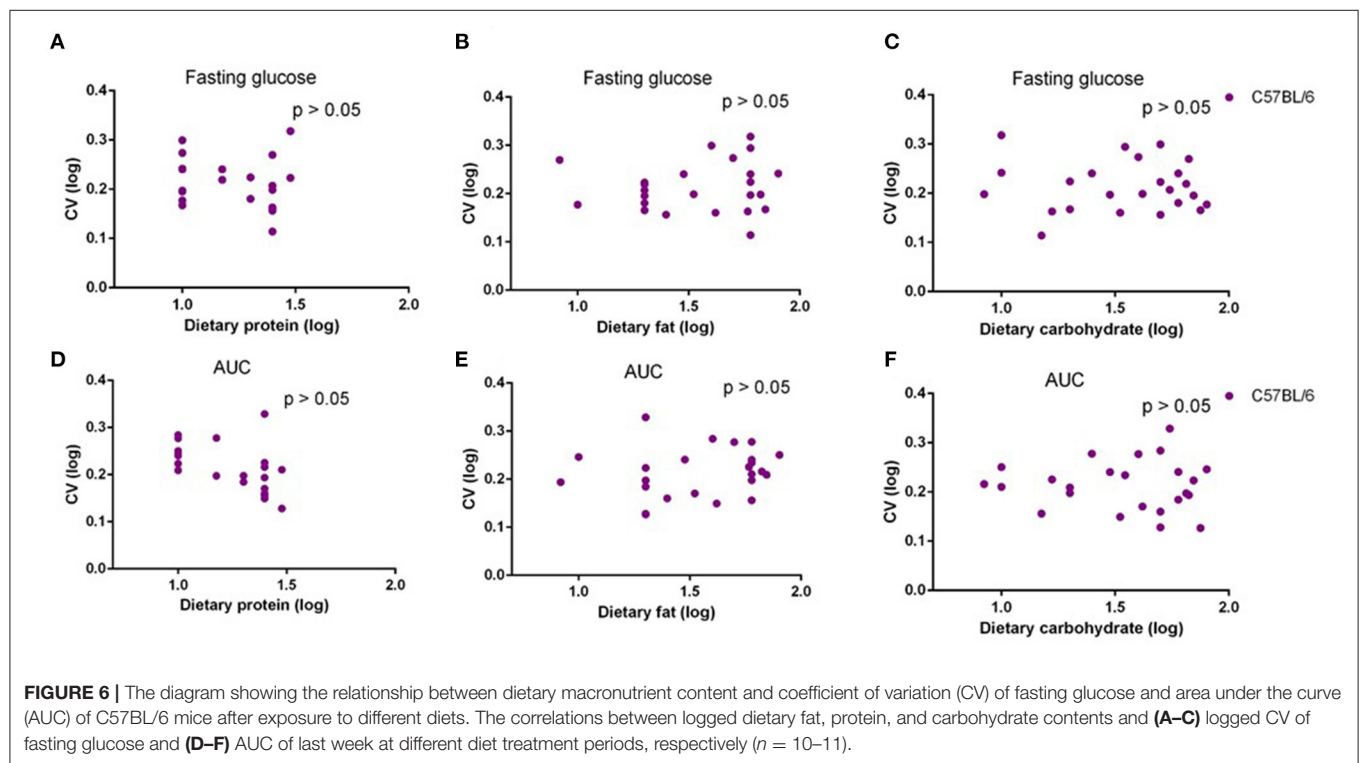 A
Fasting glucose
p > 0.05
0.4
0.3
0.2
0.1
0.0
CV (log)
1.0 1.5 2.0
Dietary protein (log)
B
Fasting glucose
p > 0.05
0.4
0.3
0.2
0.1
0.0
CV (log)
1.0 1.5 2.0
Dietary fat (log)
C
Fasting glucose
p > 0.05
C57BL/6
0.4
0.3
0.2
0.1
0.0
CV (log)
1.0 1.5 2.0
Dietary carbohydrate (log)
D
AUC
p > 0.05
0.4
0.3
0.2
0.1
0.0
CV (log)
1.0 1.5 2.0
Dietary protein (log)
E
AUC
p > 0.05
0.4
0.3
0.2
0.1
0.0
CV (log)
1.0 1.5 2.0
Dietary fat (log)
F
AUC
p > 0.05
C57BL/6
0.4
0.3
0.2
0.1
0.0
CV (log)
1.0 1.5 2.0
Dietary carbohydrate (log)
FIGURE 6 | The diagram showing the relationship between dietary macronutrient content and coefficient of variation (CV) of fasting glucose and area under the curve
(AUC) of C57BL/6 mice after exposure to different diets. The correlations between logged dietary fat, protein, and carbohydrate contents and (A–C) logged CV of
fasting glucose and (D–F) AUC of last week at different diet treatment periods, respectively (n = 10–11).